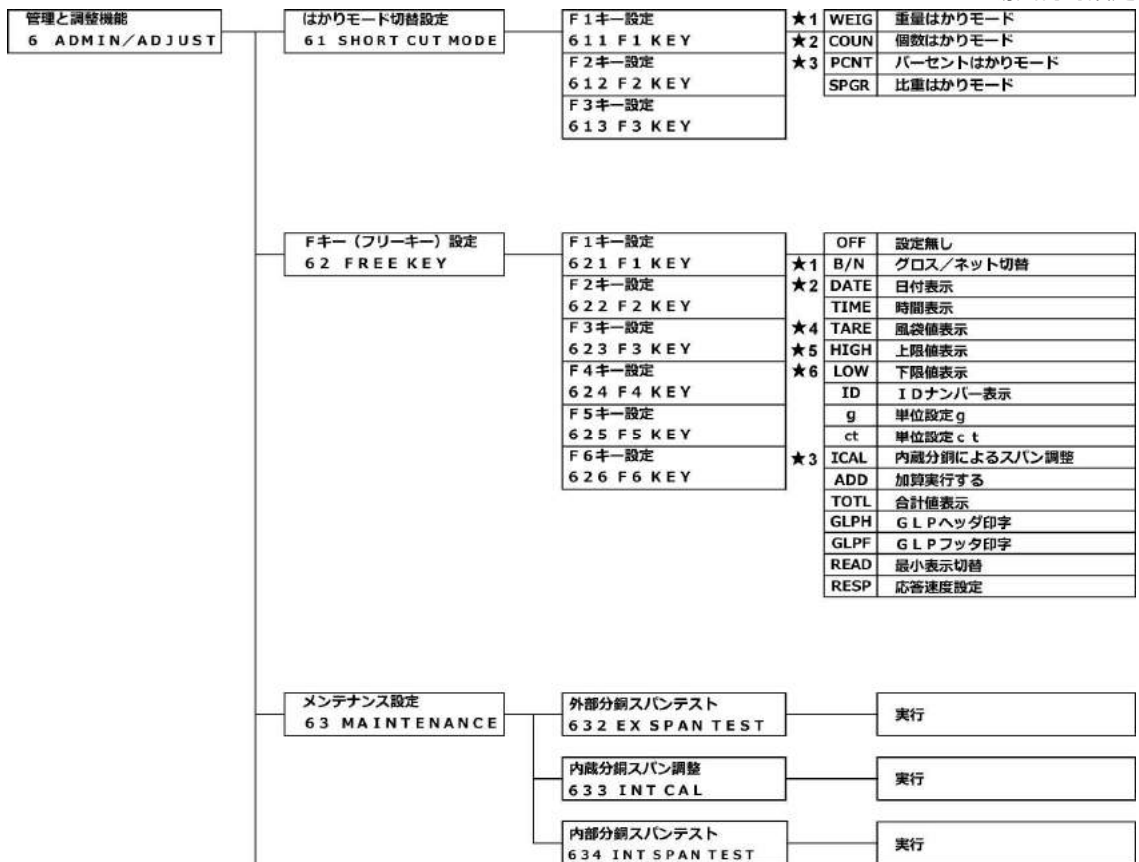 管理と調整機能
6 ADMIN/ADJUST
はかりモード切替設定
61 SHORT CUT MODE
F1キー設定
611 F1 KEY
F2キー設定
612 F2 KEY
F3キー設定
613 F3 KEY
★1 WEIG 重量はかりモード
★2 COUN 個数はかりモード
★3 PCNT パーセントはかりモード
SPGR 比重はかりモード
Fキー(フリーキー)設定
62 FREE KEY
F1キー設定
621 F1 KEY
F2キー設定
622 F2 KEY
F3キー設定
623 F3 KEY
F4キー設定
624 F4 KEY
F5キー設定
625 F5 KEY
F6キー設定
626 F6 KEY
OFF 設定無し
★1 B/N グロス/ネット切替
★2 DATE 日付表示
TIME 時間表示
★4 TARE 風袋値表示
★5 HIGH 上限値表示
★6 LOW 下限値表示
ID IDナンバー表示
g 単位設定g
ct 単位設定ct
★3 ICAL 内蔵分銅によるスパン調整
ADD 加算実行する
TOTL 合計値表示
GLPH GLPヘッダ印字
GLPF GLPフッタ印字
READ 最小表示切替
RESP 応答速度設定
メンテナンス設定
63 MAINTENANCE
外部分銅スパンテスト
632 EX SPAN TEST
実行
内蔵分銅スパン調整
633 INT CAL
実行
内部分銅スパンテスト
634 INT SPAN TEST
実行